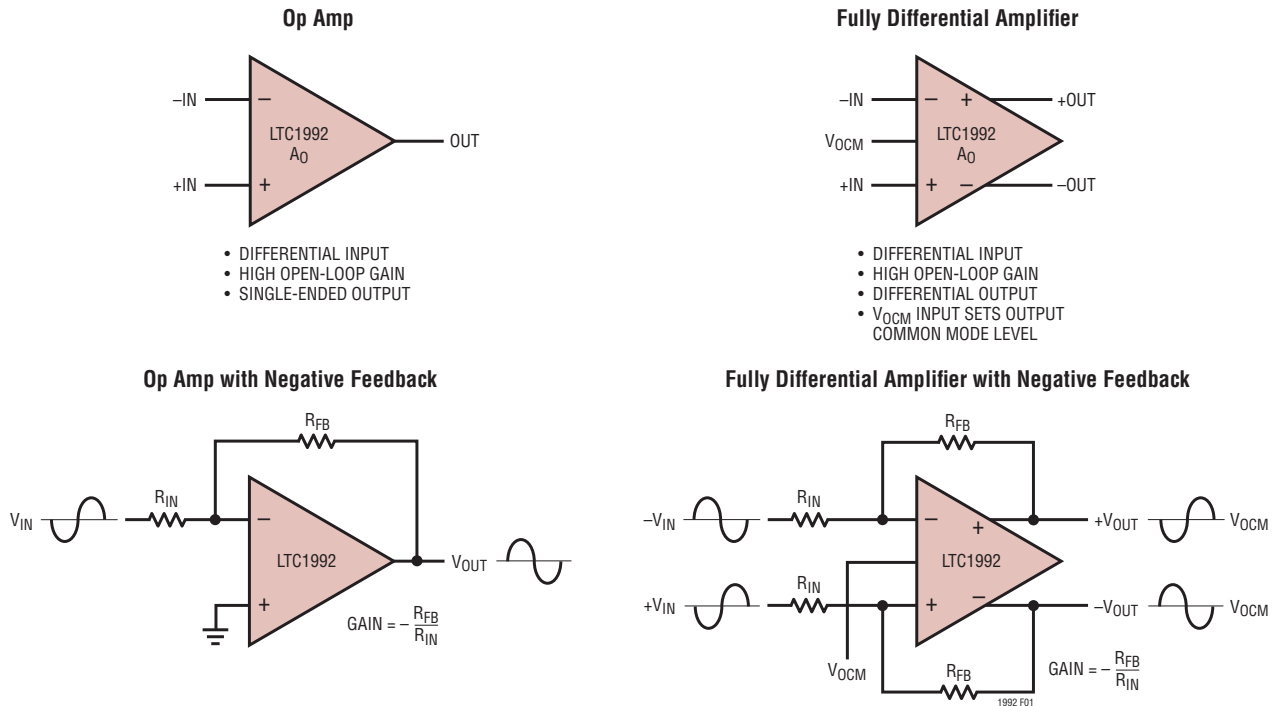 Op Amp
–IN
+IN
–
+
LTC1992
AO
OUT
• DIFFERENTIAL INPUT
• HIGH OPEN-LOOP GAIN
• SINGLE-ENDED OUTPUT
Fully Differential Amplifier
–IN
VOCM
+IN
– +
LTC1992
AO
+ –
+OUT
–OUT
• DIFFERENTIAL INPUT
• HIGH OPEN-LOOP GAIN
• DIFFERENTIAL OUTPUT
• VOCM INPUT SETS OUTPUT
COMMON MODE LEVEL
Op Amp with Negative Feedback
RFB
VIN
RIN
–
LTC1992
+
VOUT
GAIN = – RFB
RIN
Fully Differential Amplifier with Negative Feedback
RFB
–VIN
RIN
–
+
+VOUT
VOCM
LTC1992
+VIN
RIN
+
–
–VOUT
VOCM
VOCM
RFB
GAIN = – RFB
RIN
1992 F01